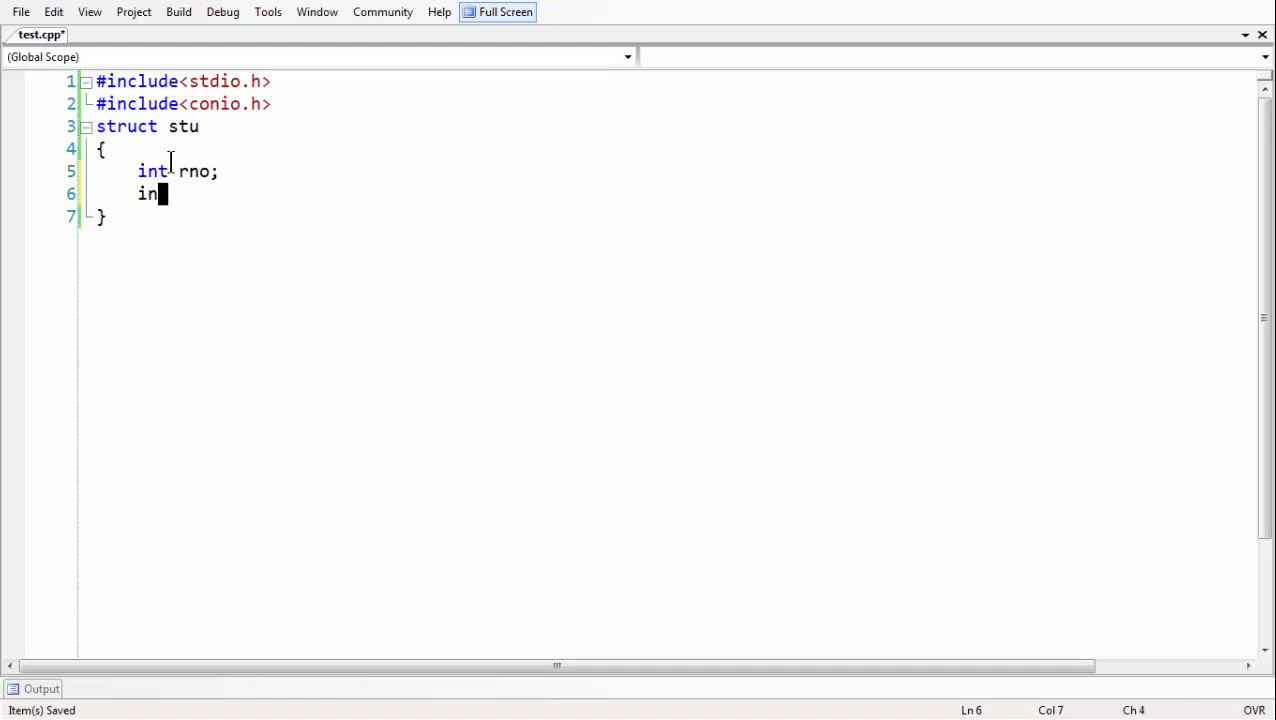 File Edit View Project Build Debug Tools Window Community Help Full Screen
test.cpp*
(Global Scope)
1 #include<stdio.h>
2 #include<conio.h>
3 struct stu
4 {
5 int rno;
6 in
7 }
Output
Item(s) Saved Ln 6 Col 7 Ch 4 OVR